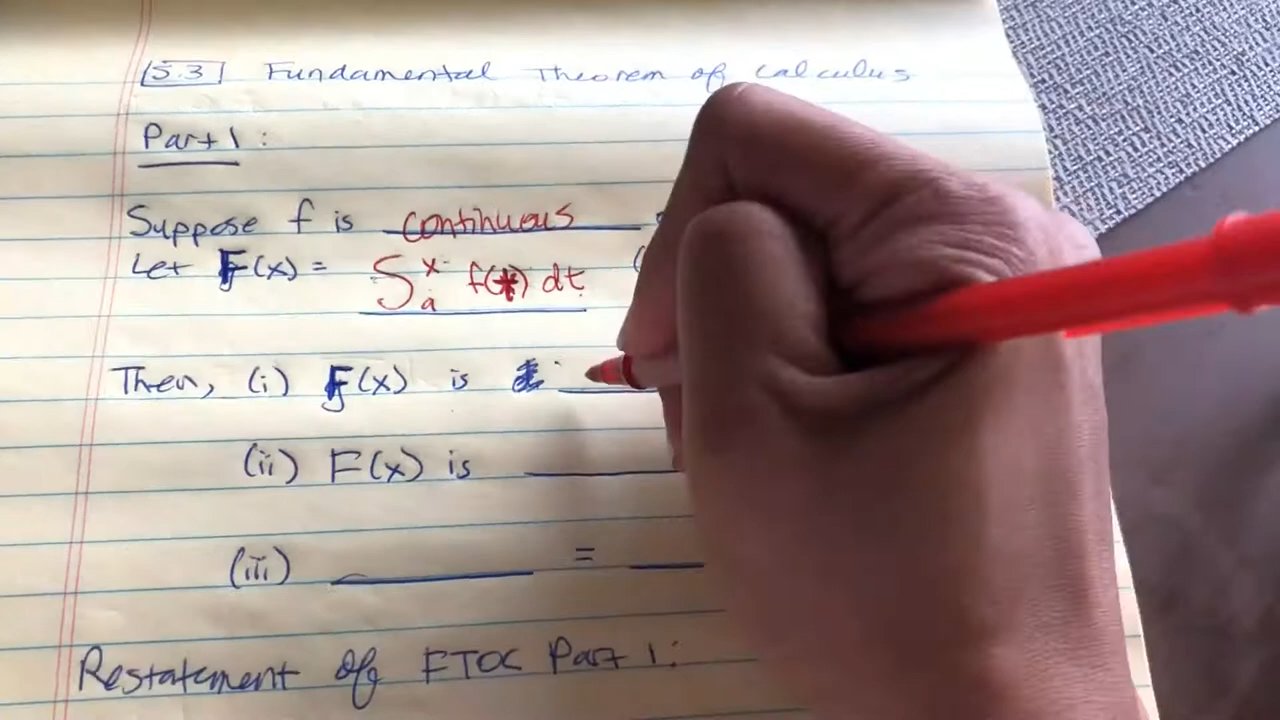 5.3 Fundamental Theorem of Calculus
Part 1:
Suppose f is continuous
Let F(x) = ∫ₐˣ f(t) dt (
Then, (i) F(x) is
(ii) F(x) is
(iii) =
Restatement of FTOC Part 1: